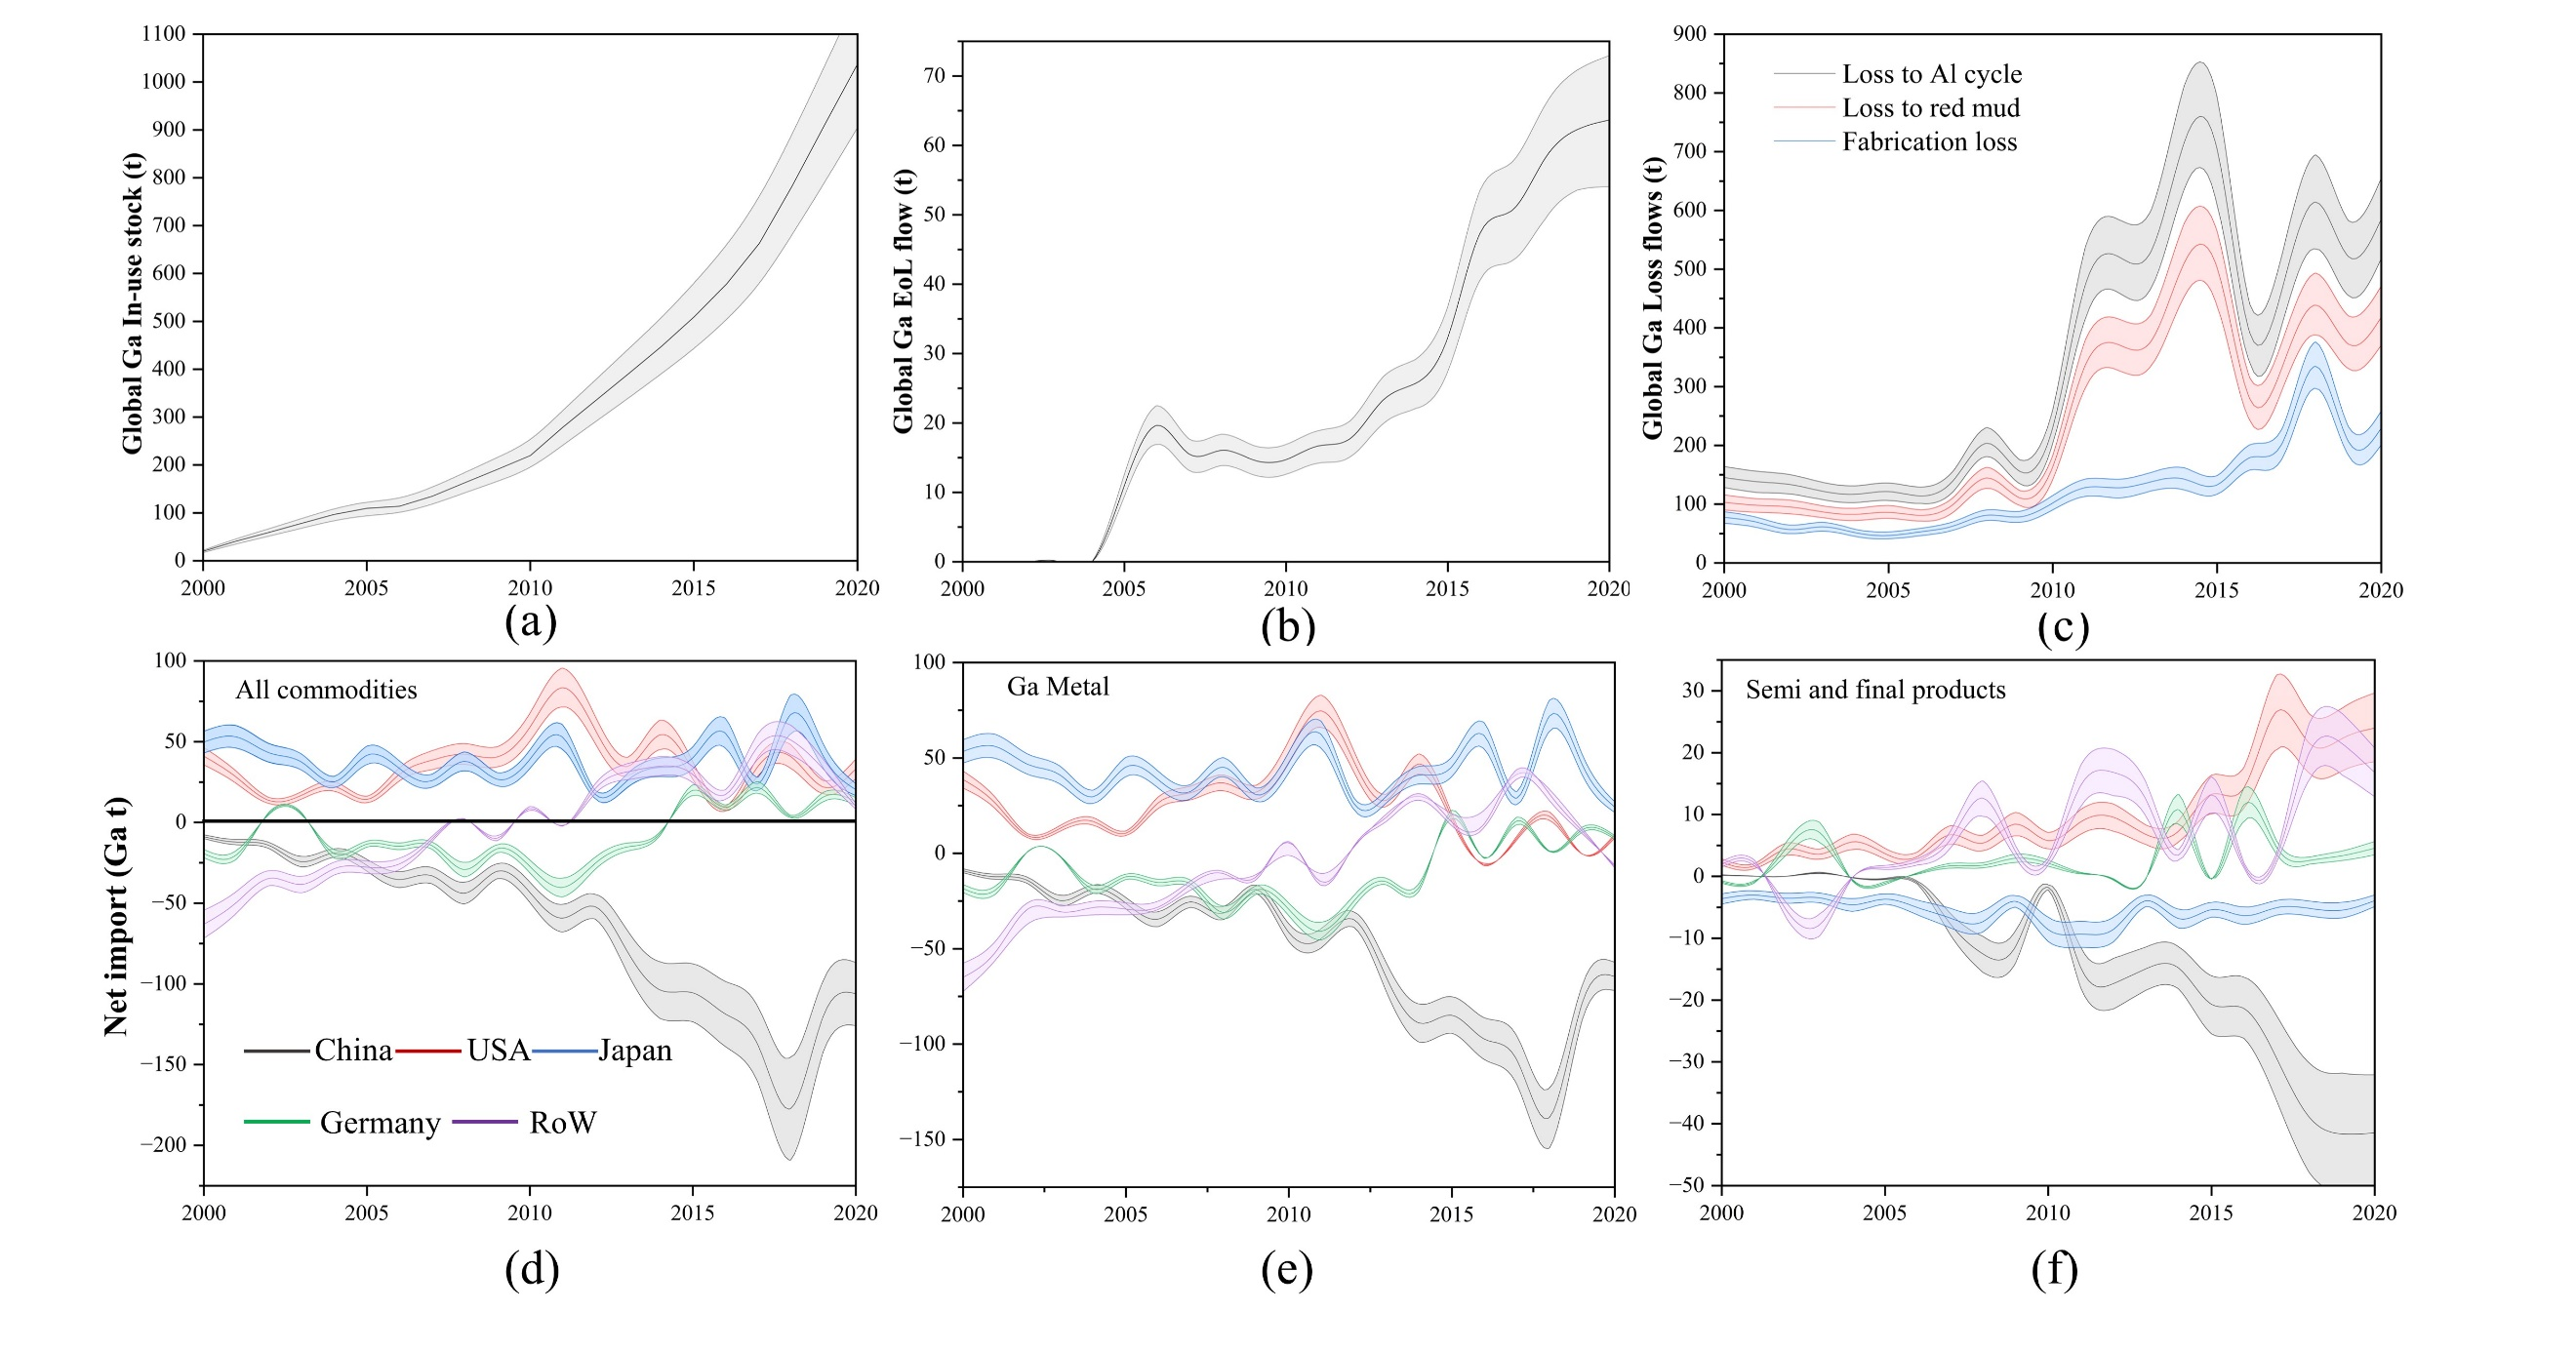 Global Ga In-use stock (t)
1100
1000
900
800
700
600
500
400
300
200
100
0
2000 2005 2010 2015 2020
(a)
Global Ga EoL flow (t)
70
60
50
40
30
20
10
0
2000 2005 2010 2015 2020
(b)
Global Ga Loss flows (t)
900
800
700
600
500
400
300
200
100
0
Loss to Al cycle
Loss to red mud
Fabrication loss
2000 2005 2010 2015 2020
(c)
Net import (Ga t)
100
50
0
−50
−100
−150
−200
All commodities
China USA Japan
Germany RoW
2000 2005 2010 2015 2020
(d)
100
50
0
−50
−100
−150
Ga Metal
2000 2005 2010 2015 2020
(e)
30
20
10
0
−10
−20
−30
−40
−50
Semi and final products
2000 2005 2010 2015 2020
(f)